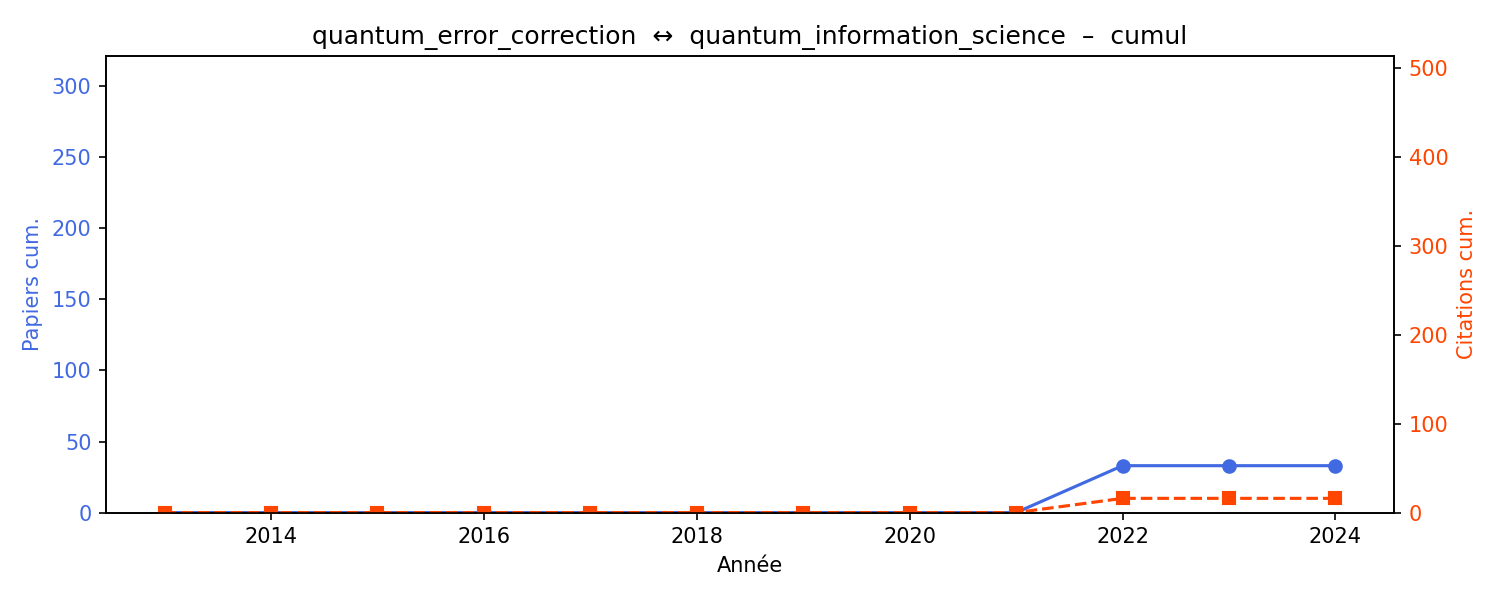 quantum_error_correction ↔ quantum_information_science – cumul
Papiers cum.
300
250
200
150
100
50
0
500
400
300
200
100
0
Citations cum.
2014 2016 2018 2020 2022 2024
Année